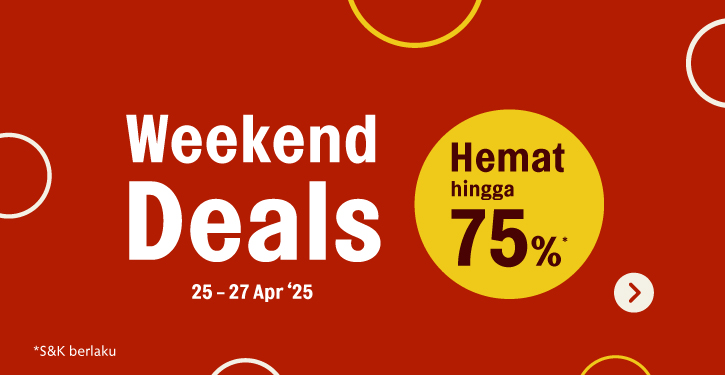 Weekend
Deals
25 – 27 Apr ‘25
Hemat
hingga
75%*
*S&K berlaku